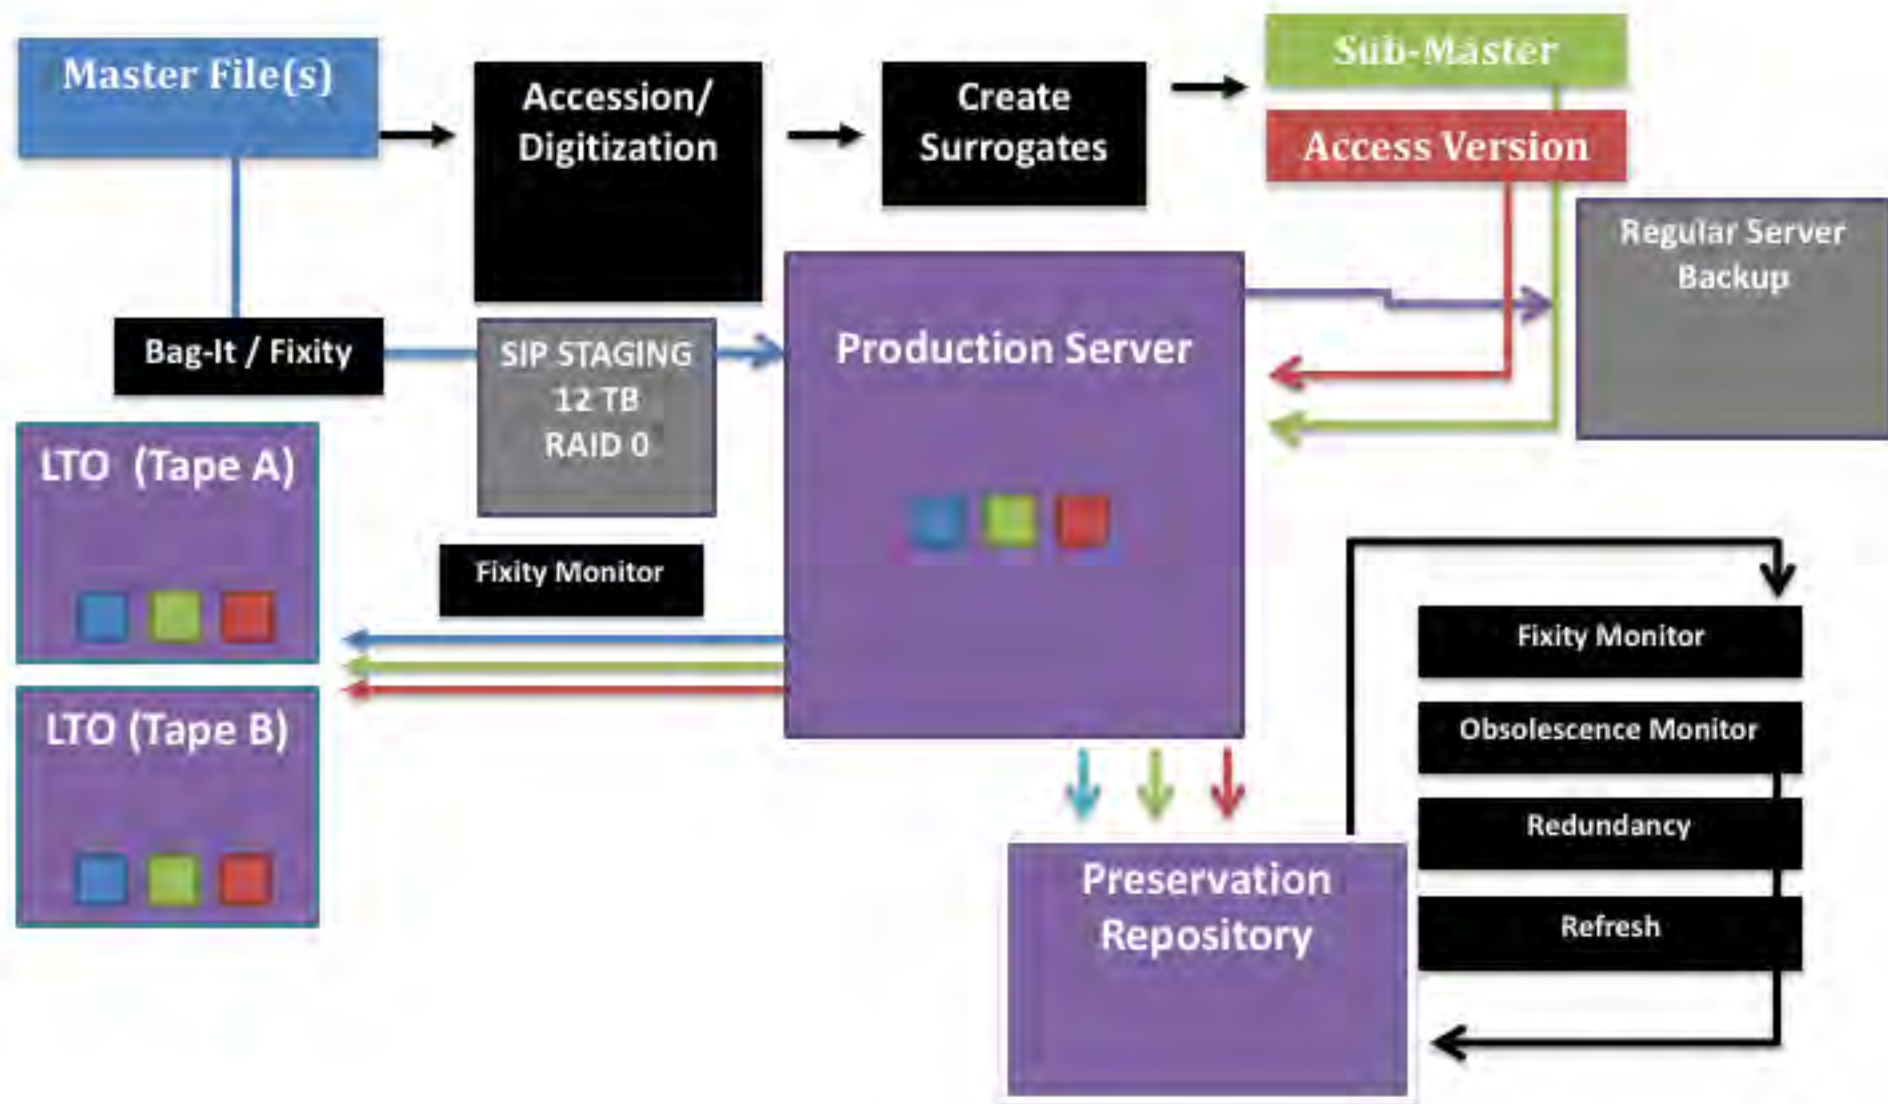 Master File(s)
Accession/
Digitization
Create
Surrogates
Sub-Master
Access Version
Regular Server
Backup
Bag-It / Fixity
SIP STAGING
12 TB
RAID 0
Production Server
LTO (Tape A)
Fixity Monitor
LTO (Tape B)
Fixity Monitor
Obsolescence Monitor
Redundancy
Refresh
Preservation
Repository